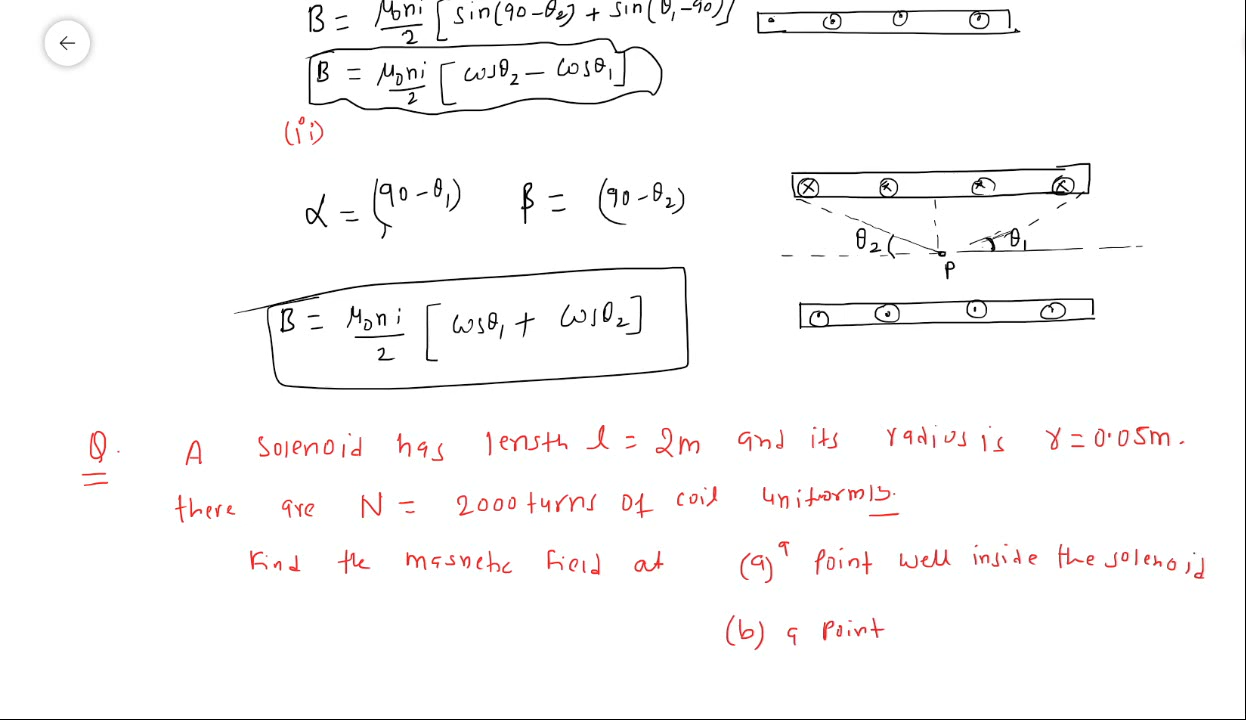 B = μ₀ni/2 [sin(90-θ₂) + sin(θ₁-90)]
B = μ₀ni/2 [cosθ₂ - cosθ₁]
(ii)
α = (90-θ₁) β = (90-θ₂)
θ₂ θ₁
P
B = μ₀ni/2 [cosθ₁ + cosθ₂]
Q. A solenoid has length l = 2m and its radius is r = 0.05m.
there are N = 2000 turns of coil uniformly.
Find the magnetic field at (a) a point well inside the solenoid
(b) a point